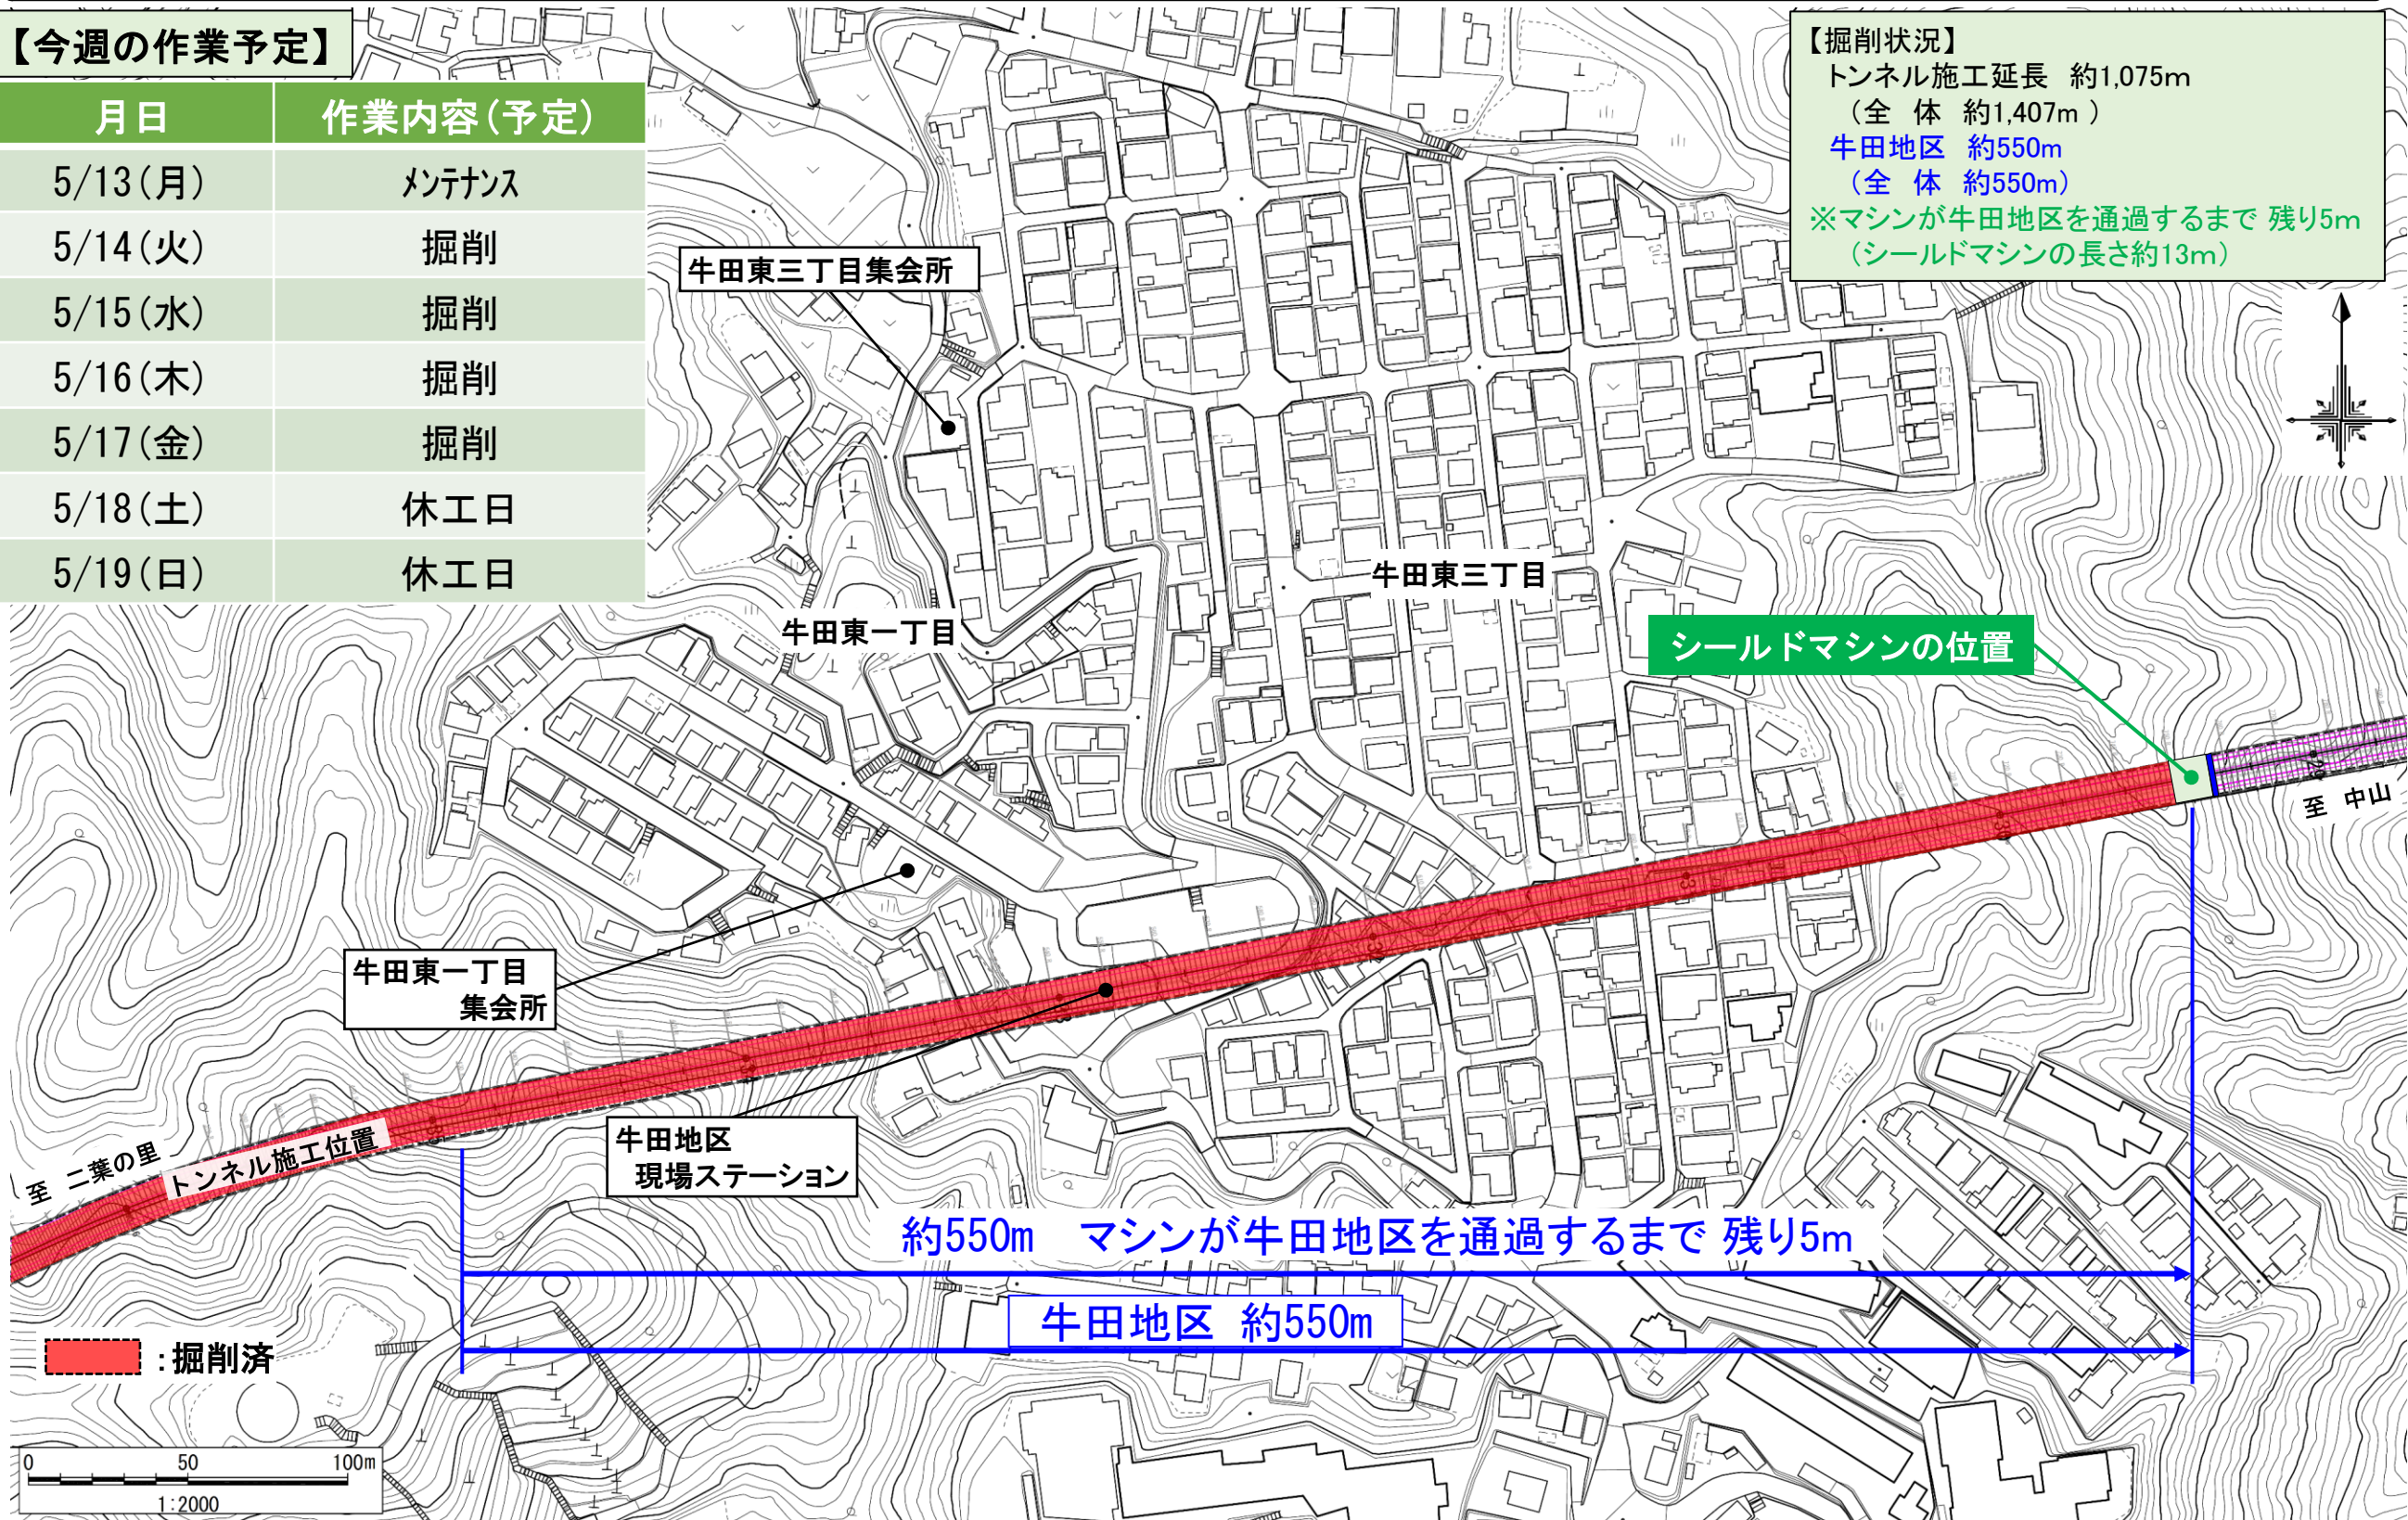 【今週の作業予定】
月日 作業内容(予定)
5/13(月) メンテナンス
5/14(火) 掘削
5/15(水) 掘削
5/16(木) 掘削
5/17(金) 掘削
5/18(土) 休工日
5/19(日) 休工日
【掘削状況】
トンネル施工延長 約1,075m
(全 体 約1,407m )
牛田地区 約550m
(全 体 約550m)
※マシンが牛田地区を通過するまで 残り5m
(シールドマシンの長さ約13m)
牛田東三丁目集会所
牛田東三丁目
牛田東一丁目
シールドマシンの位置
至 中山
牛田東一丁目
集会所
牛田地区
現場ステーション
至 二葉の里
トンネル施工位置
約550m マシンが牛田地区を通過するまで 残り5m
牛田地区 約550m
:掘削済
0 50 100m
1:2000